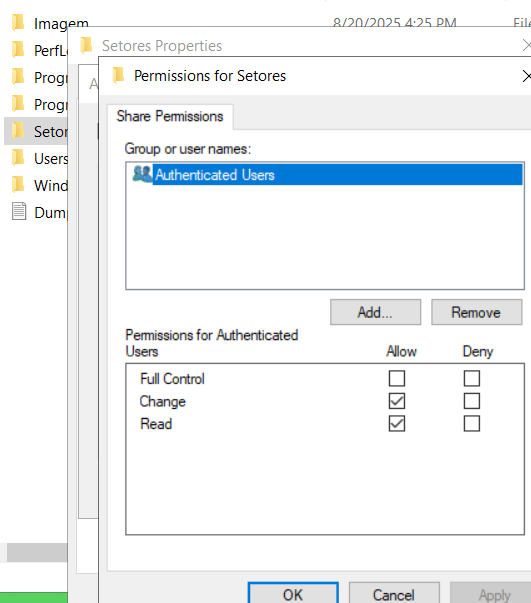 Imagem
8/20/2025 4:25 PM
File
PerfL
Progr
Progr
Setor
Users
Wind
Dump
Setores Properties
A
Permissions for Setores
Share Permissions
Group or user names:
Authenticated Users
Add...
Remove
Permissions for Authenticated
Users
Allow
Deny
Full Control
Change
Read
OK
Cancel
Apply